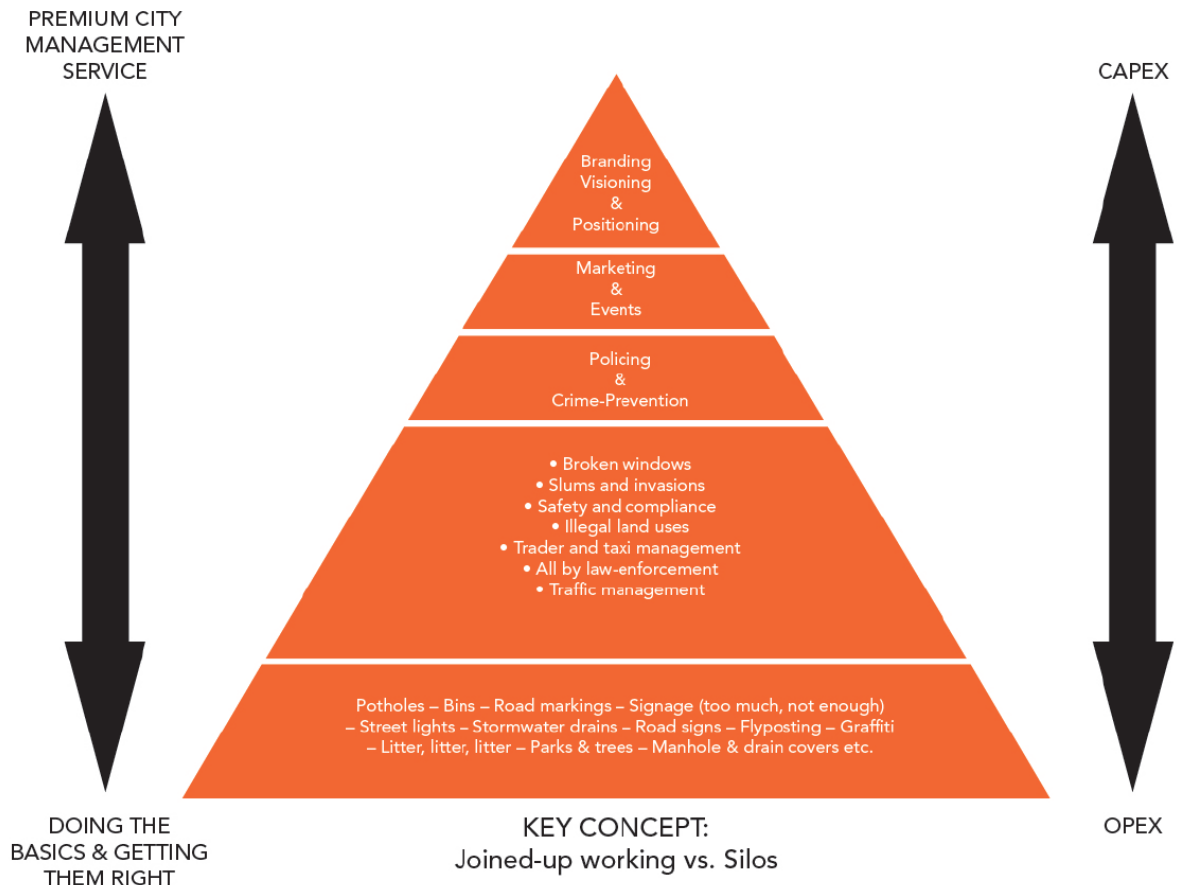 PREMIUM CITY
MANAGEMENT
SERVICE
CAPEX
Branding
Visioning
&
Positioning
Marketing
&
Events
Policing
&
Crime-Prevention
• Broken windows
• Slums and invasions
• Safety and compliance
• Illegal land uses
• Trader and taxi management
• All by law-enforcement
• Traffic management
Potholes – Bins – Road markings – Signage (too much, not enough)
– Street lights – Stormwater drains – Road signs – Flyposting – Graffiti
– Litter, litter, litter – Parks & trees – Manhole & drain covers etc.
DOING THE
BASICS & GETTING
THEM RIGHT
KEY CONCEPT:
Joined-up working vs. Silos
OPEX